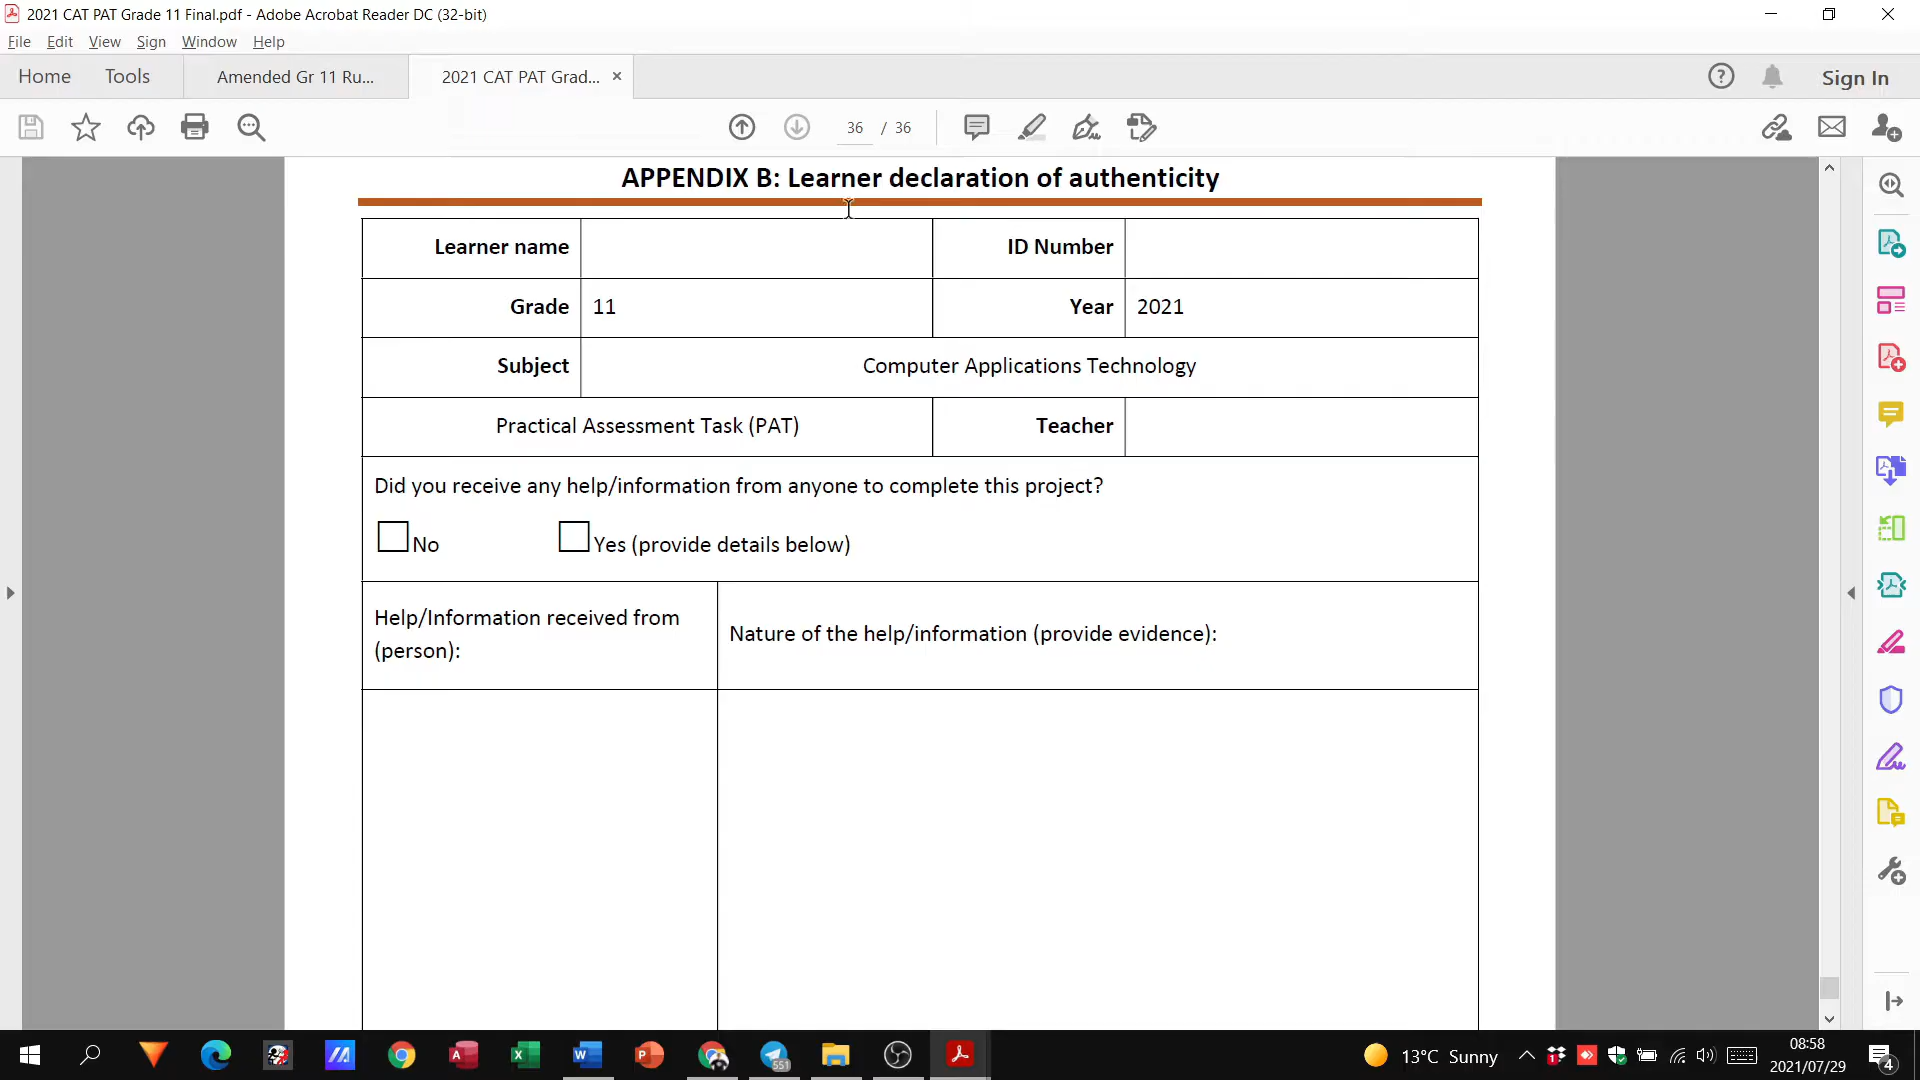 2021 CAT PAT Grade 11 Final.pdf - Adobe Acrobat Reader DC (32-bit)
File Edit View Sign Window Help
Home Tools Amended Gr 11 Ru... 2021 CAT PAT Grad... × Sign In
36 / 36
APPENDIX B: Learner declaration of authenticity
Learner name ID Number
Grade 11 Year 2021
Subject Computer Applications Technology
Practical Assessment Task (PAT) Teacher
Did you receive any help/information from anyone to complete this project?
No Yes (provide details below)
Help/Information received from
(person):
Nature of the help/information (provide evidence):
551
13°C Sunny
08:58
2021/07/29
4